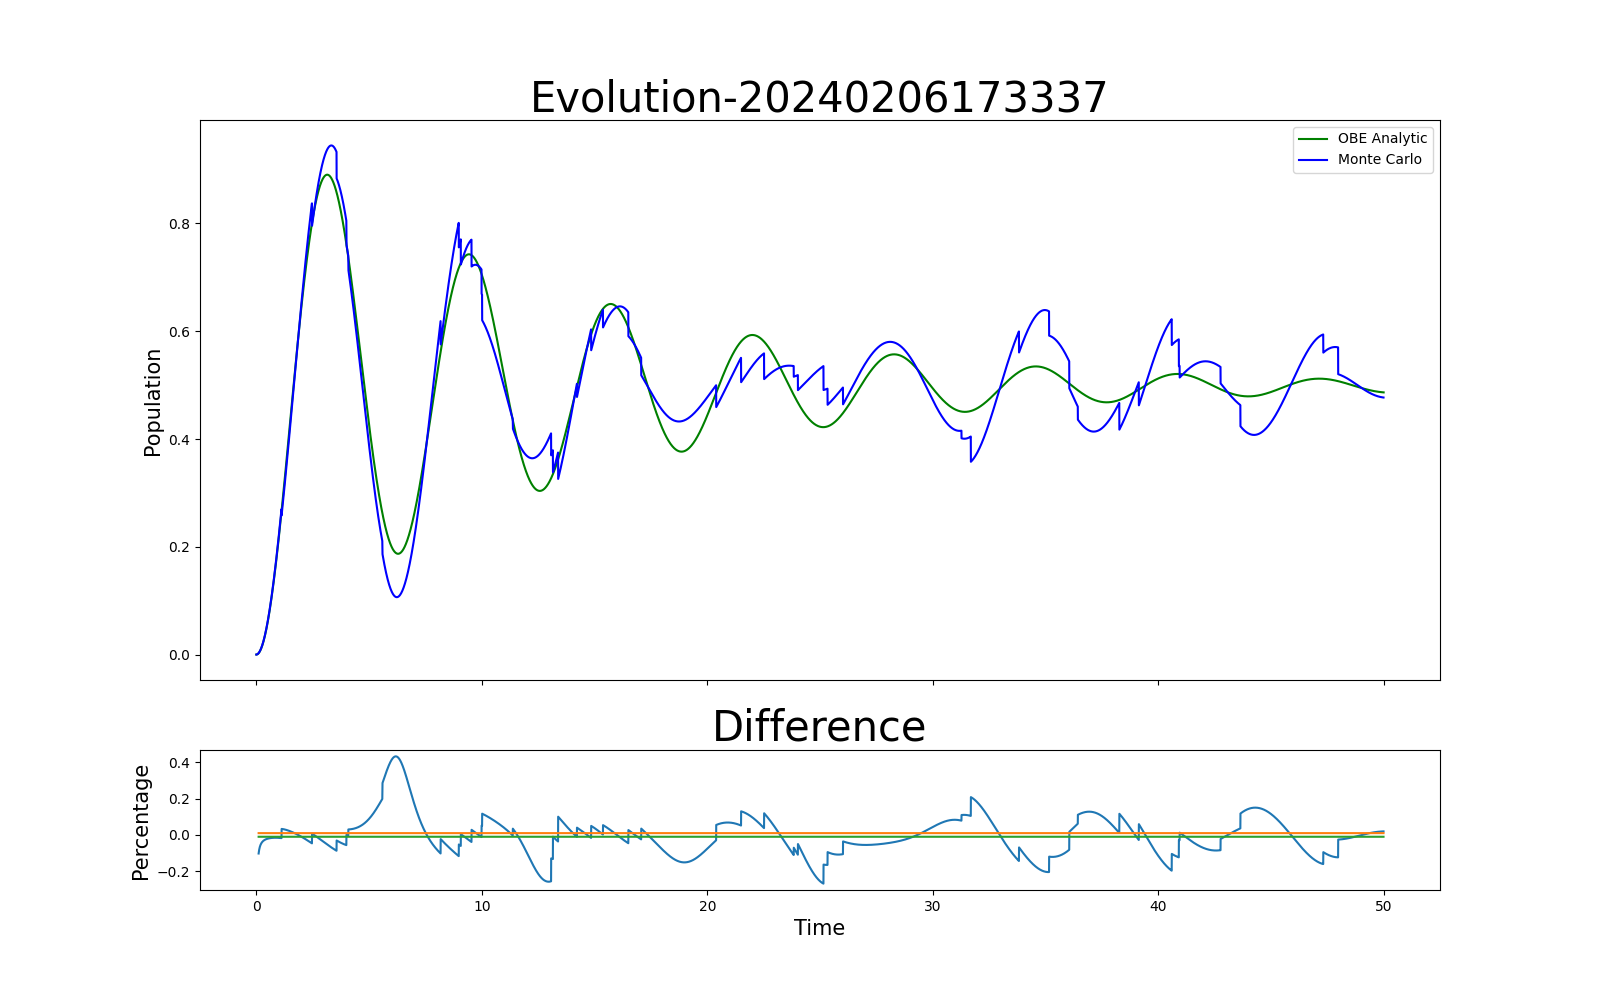 Evolution-20240206173337
OBE Analytic
Monte Carlo
Population
0.8
0.6
0.4
0.2
0.0
Difference
Percentage
0.4
0.2
0.0
−0.2
0 10 20 30 40 50
Time